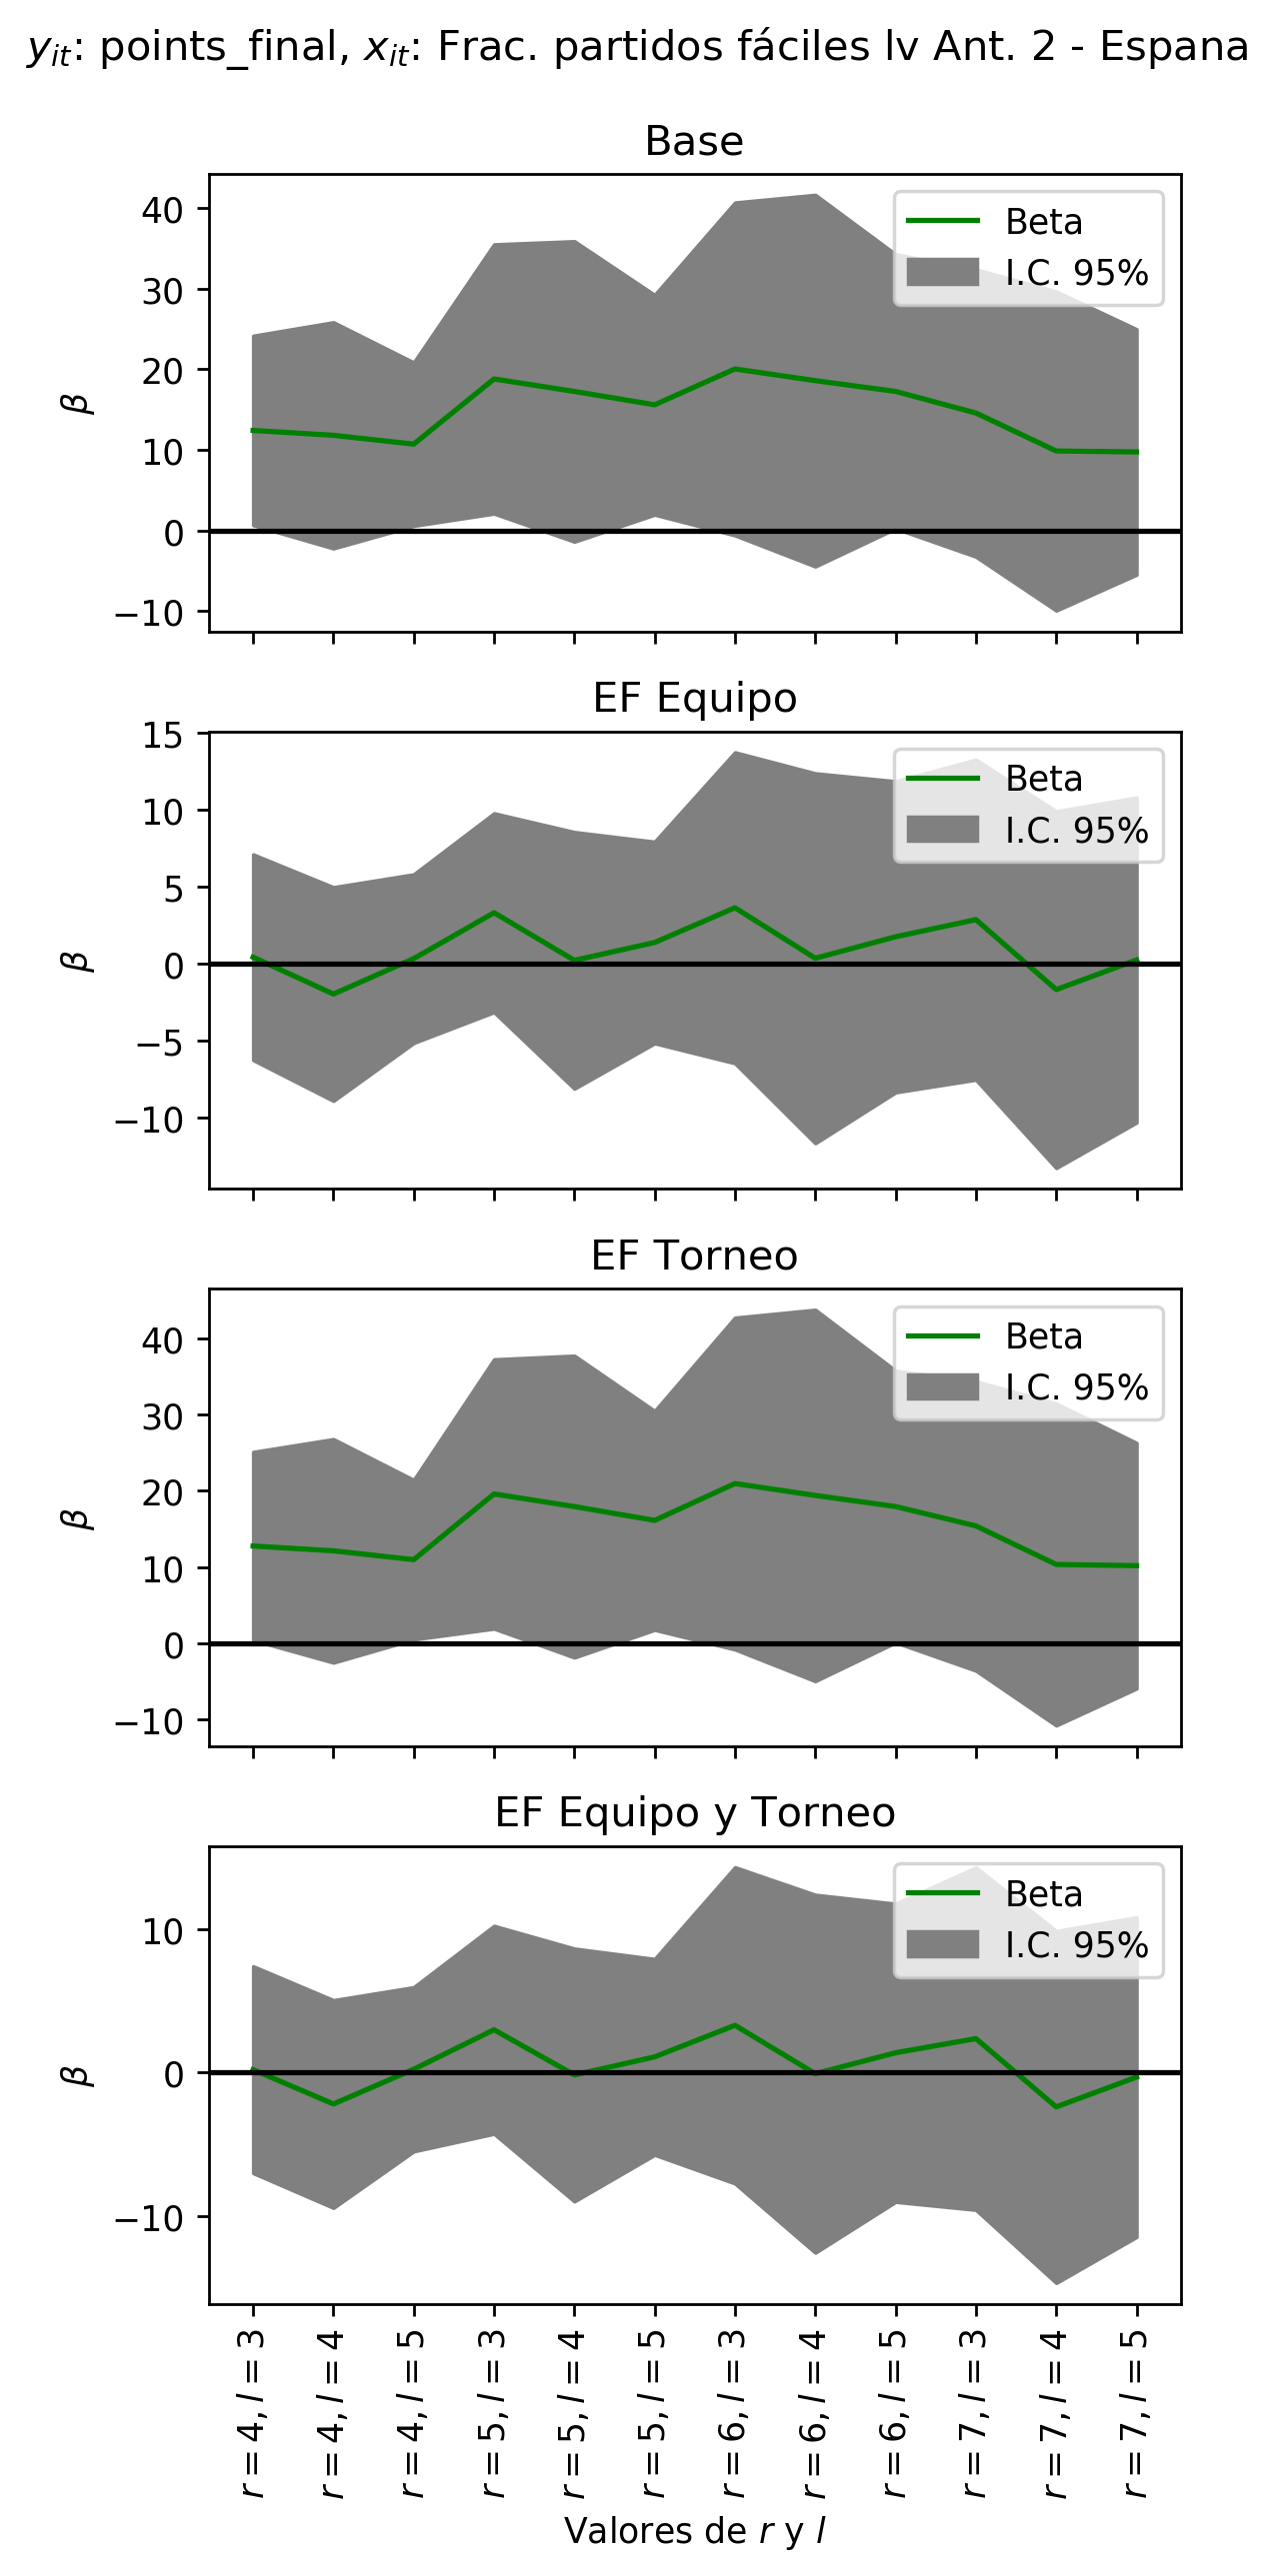 y_it: points_final, x_it: Frac. partidos fáciles lv Ant. 2 - Espana
Base
Beta
I.C. 95%
40
30
20
10
0
−10
β
EF Equipo
Beta
I.C. 95%
15
10
5
0
−5
−10
β
EF Torneo
Beta
I.C. 95%
40
30
20
10
0
−10
β
EF Equipo y Torneo
Beta
I.C. 95%
10
0
−10
β
r = 4, l = 3
r = 4, l = 4
r = 4, l = 5
r = 5, l = 3
r = 5, l = 4
r = 5, l = 5
r = 6, l = 3
r = 6, l = 4
r = 6, l = 5
r = 7, l = 3
r = 7, l = 4
r = 7, l = 5
Valores de r y l